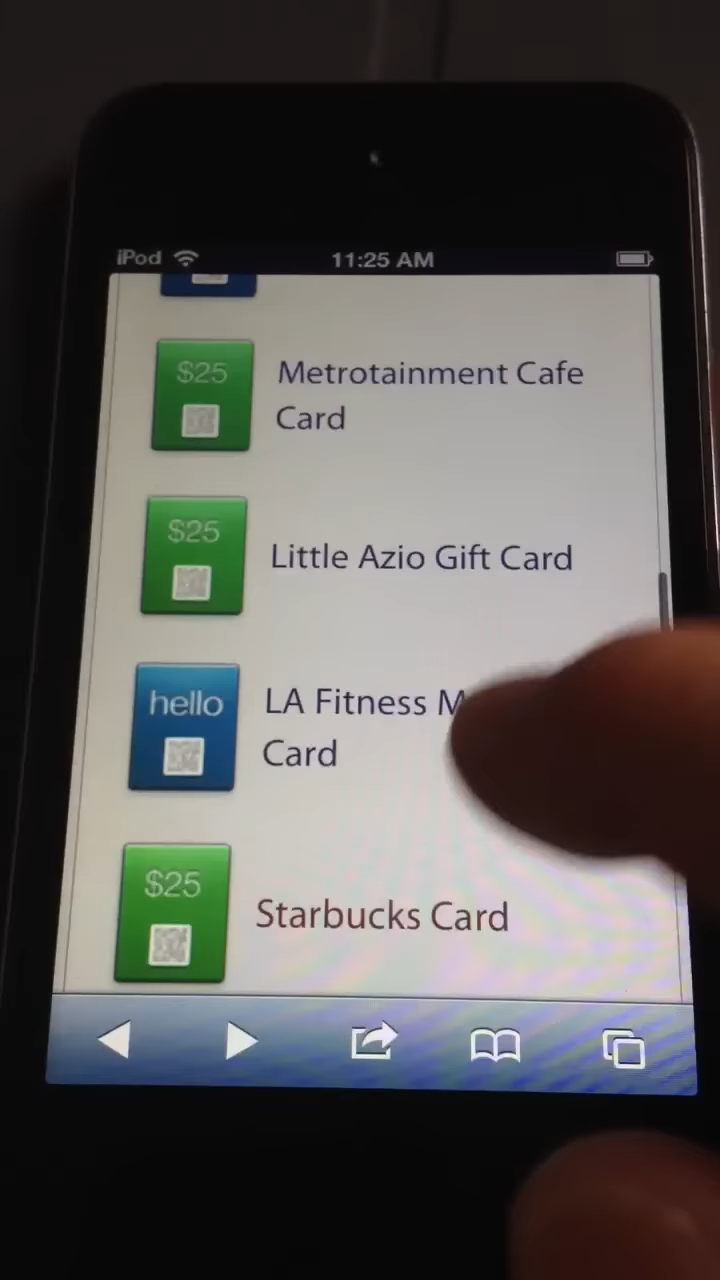 iPod
11:25 AM
$25
Metrotainment Cafe
Card
$25
Little Azio Gift Card
hello
LA Fitness
Card
$25
Starbucks Card